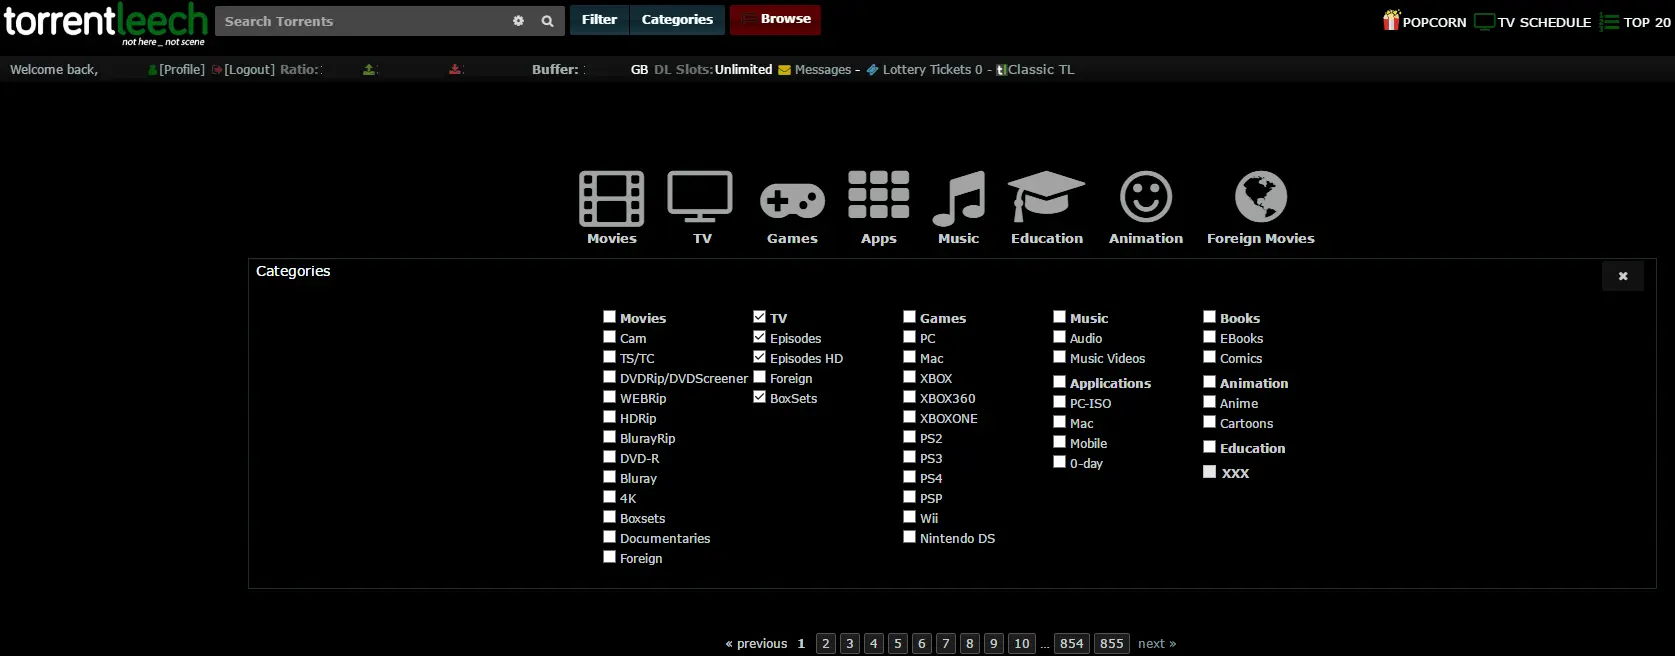 torrentleech
not here _ not scene
Search Torrents
Filter Categories Browse
POPCORN TV SCHEDULE TOP 20
Welcome back, [Profile] [Logout] Ratio: Buffer: GB DL Slots: Unlimited Messages - Lottery Tickets 0 - Classic TL
Movies TV Games Apps Music Education Animation Foreign Movies
Categories
Movies
Cam
TS/TC
DVDRip/DVDScreener
WEBRip
HDRip
BlurayRip
DVD-R
Bluray
4K
Boxsets
Documentaries
Foreign
TV
Episodes
Episodes HD
Foreign
BoxSets
Games
PC
Mac
XBOX
XBOX360
XBOXONE
PS2
PS3
PS4
PSP
Wii
Nintendo DS
Music
Audio
Music Videos
Applications
PC-ISO
Mac
Mobile
0-day
Books
EBooks
Comics
Animation
Anime
Cartoons
Education
XXX
« previous 1 2 3 4 5 6 7 8 9 10 ... 854 855 next »